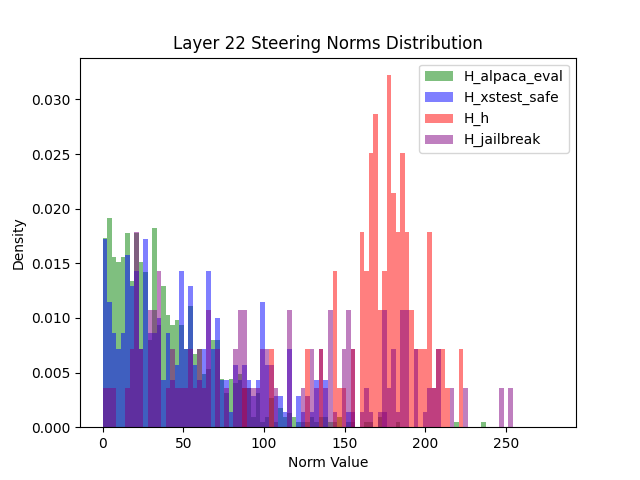 Layer 22 Steering Norms Distribution
H_alpaca_eval
H_xstest_safe
H_h
H_jailbreak
0.030
0.025
0.020
0.015
0.010
0.005
0.000
Density
0 50 100 150 200 250
Norm Value